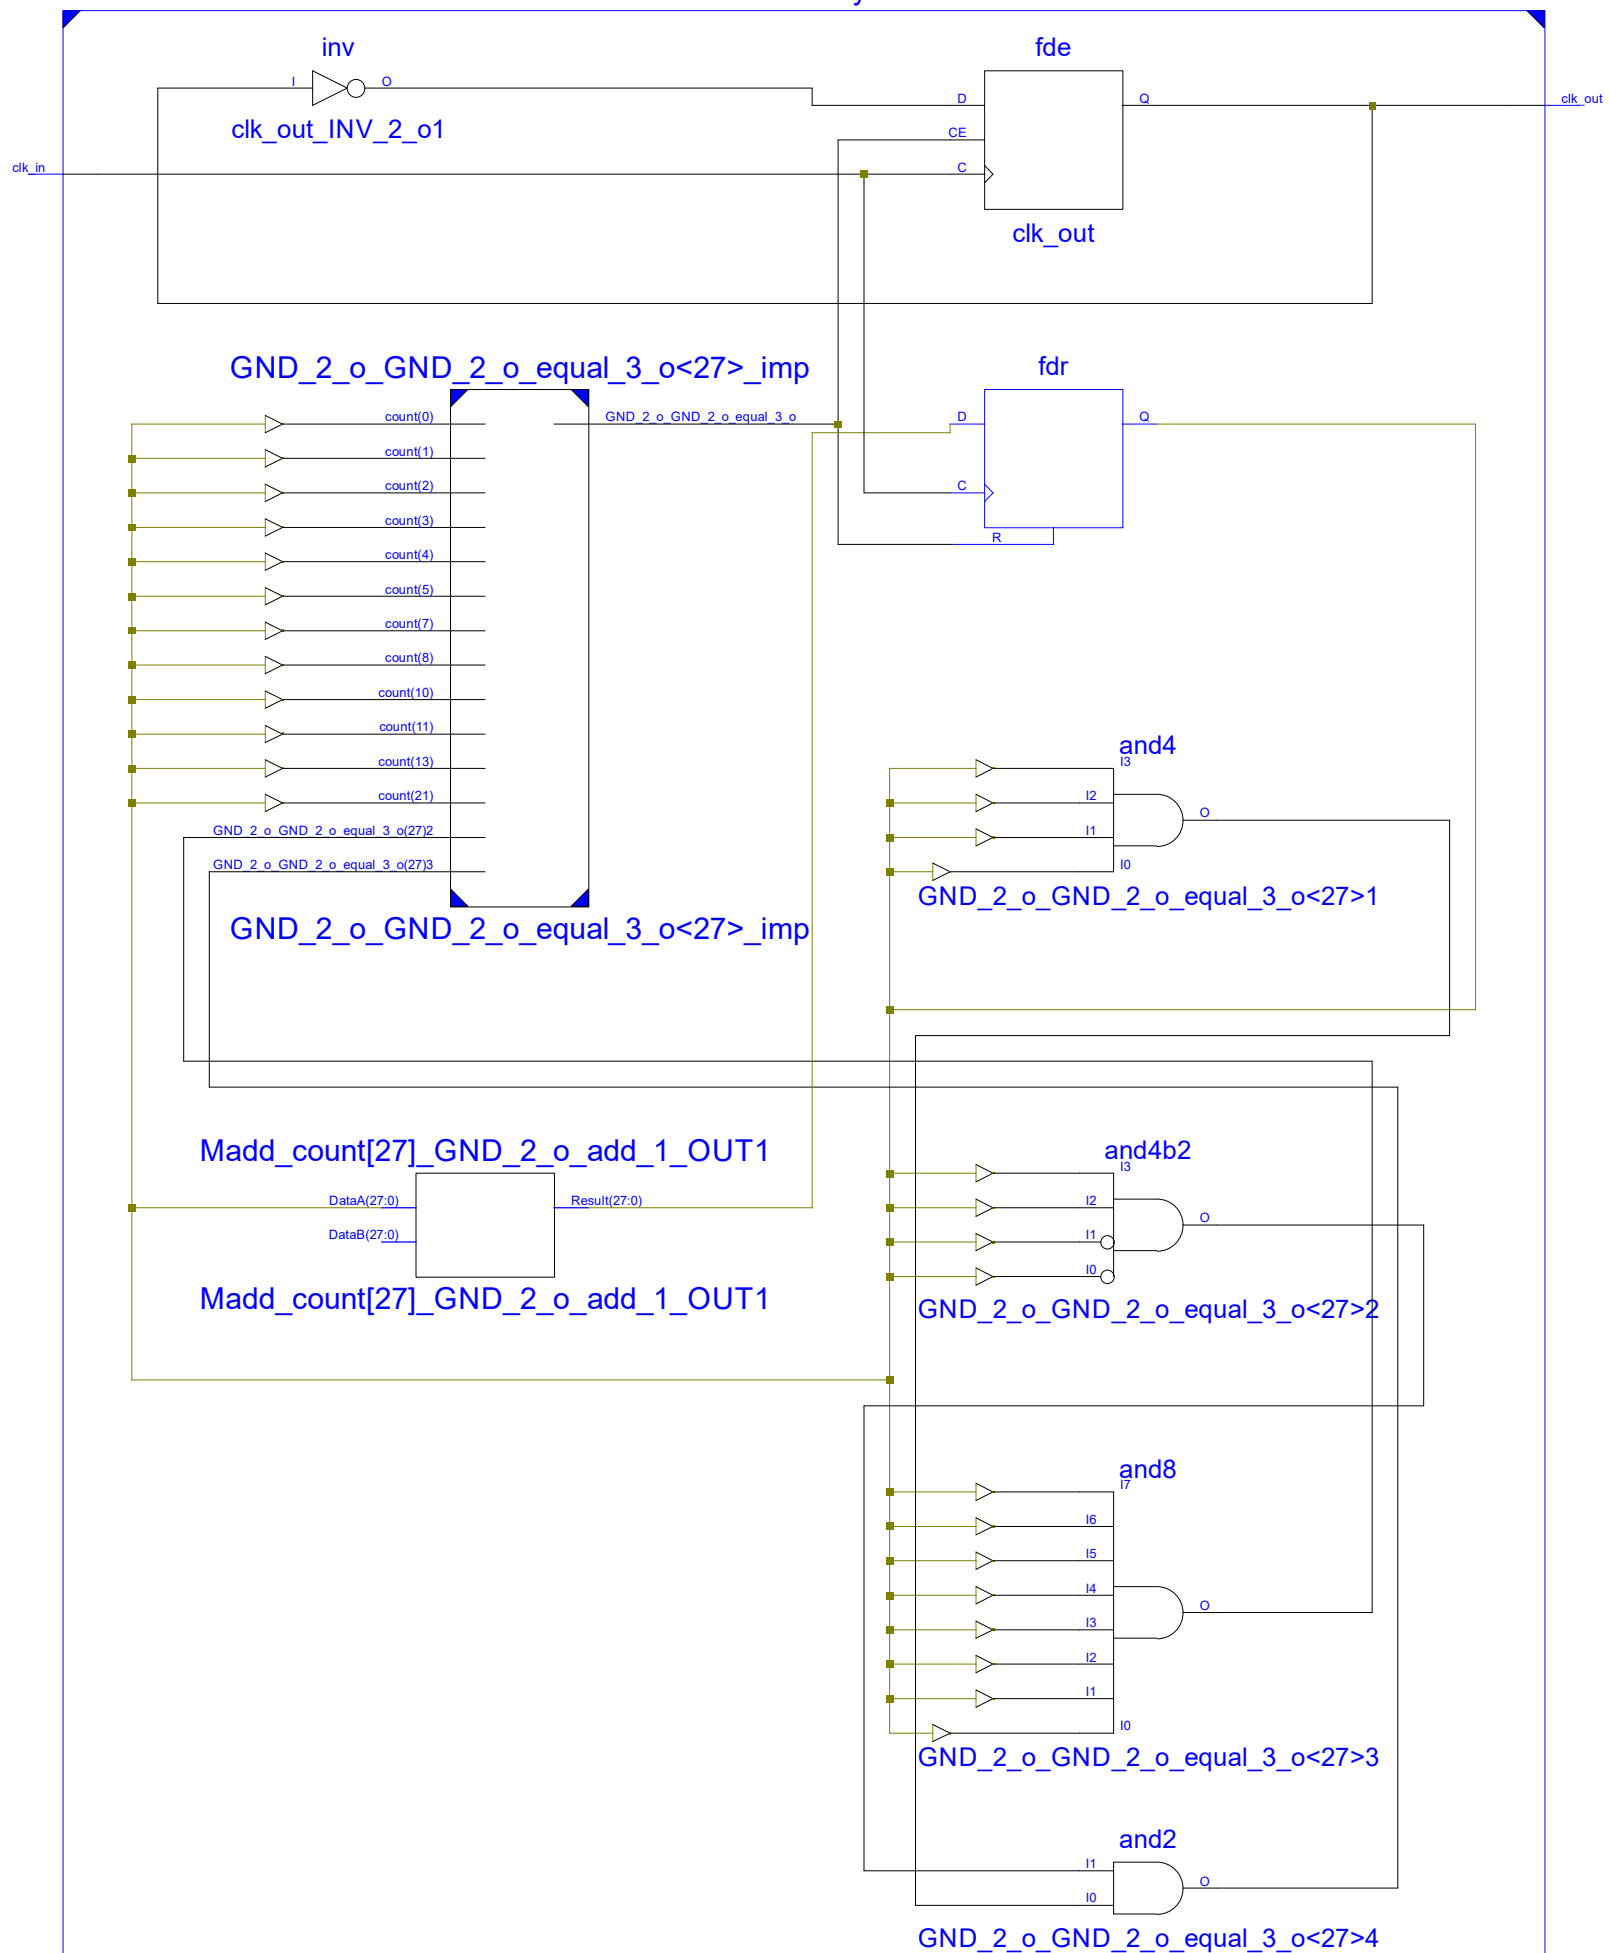 inv
fde
I
O
D
Q
clk_out
clk_out_INV_2_o1
CE
clk_in
C
clk_out
GND_2_o_GND_2_o_equal_3_o<27>_imp
fdr
count(0)
GND_2_o_GND_2_o_equal_3_o
D
Q
count(1)
count(2)
C
count(3)
R
count(4)
count(5)
count(7)
count(8)
count(10)
count(11)
and4
I3
count(13)
count(21)
I2
O
GND_2_o_GND_2_o_equal_3_o(27)2
I1
GND_2_o_GND_2_o_equal_3_o(27)3
I0
GND_2_o_GND_2_o_equal_3_o<27>1
GND_2_o_GND_2_o_equal_3_o<27>_imp
Madd_count[27]_GND_2_o_add_1_OUT1
and4b2
I3
DataA(27:0)
Result(27:0)
I2
O
DataB(27:0)
I1
I0
Madd_count[27]_GND_2_o_add_1_OUT1
GND_2_o_GND_2_o_equal_3_o<27>2
and8
I7
I6
I5
I4
O
I3
I2
I1
I0
GND_2_o_GND_2_o_equal_3_o<27>3
and2
I1
O
I0
GND_2_o_GND_2_o_equal_3_o<27>4